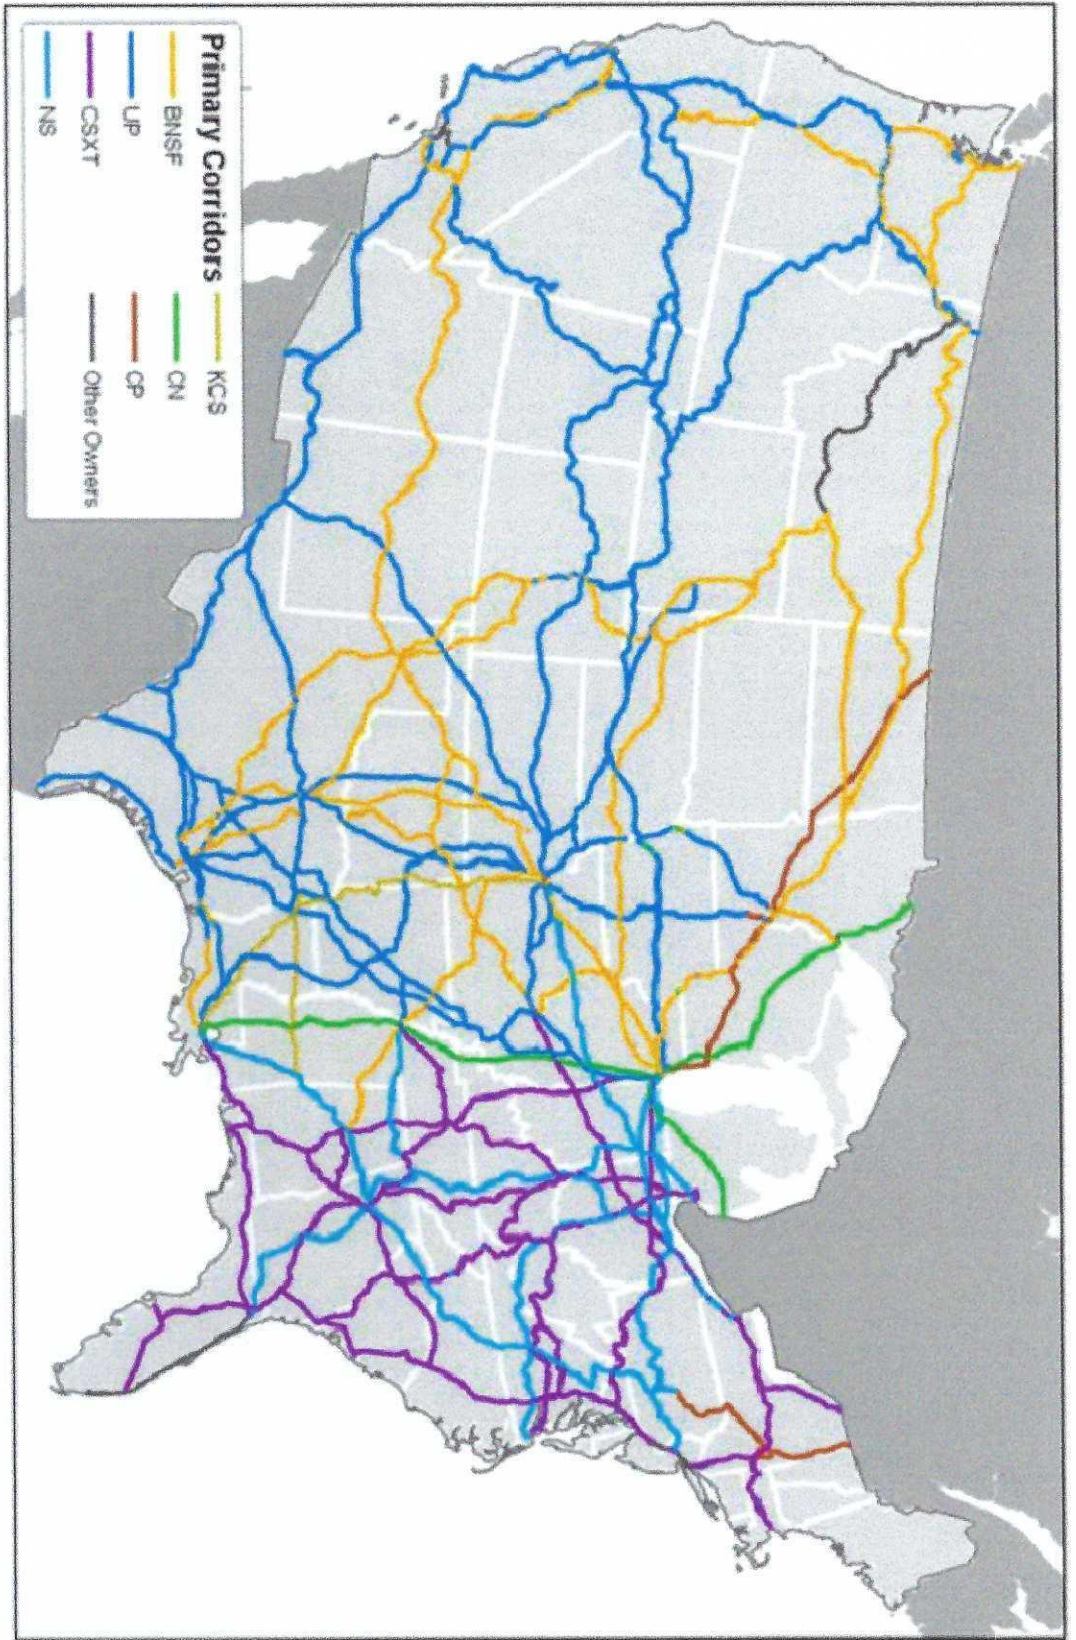 Primary Corridors
BNSF
UP
CSXT
NS
KCS
CN
CP
Other Owners